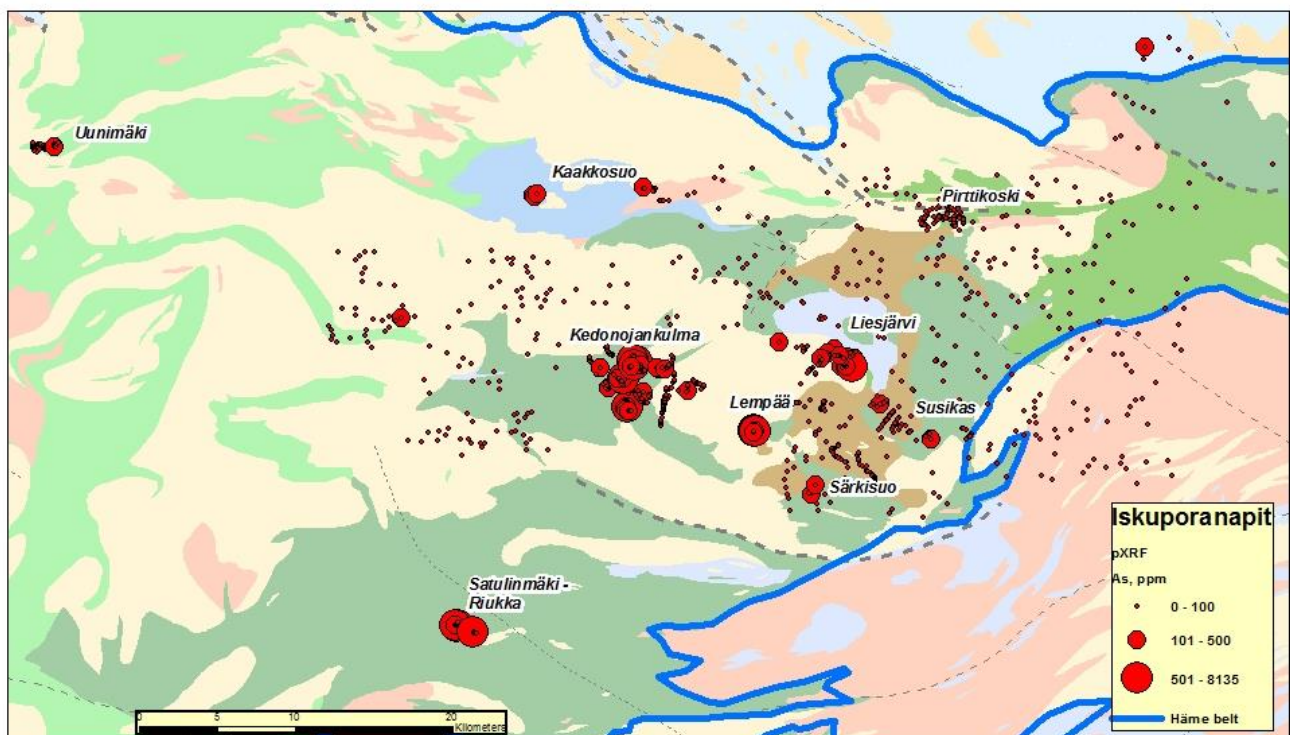 Uunimäki
Kaakkosuo
Pirttikoski
Kedonojankulma
Liesjärvi
Lempää
Susikas
Särkisuo
Satulinmäki -
Riukka
Iskuporanapit
pXRF
As, ppm
0 - 100
101 - 500
501 - 8135
Häme belt
0 5 10 20
Kilometers